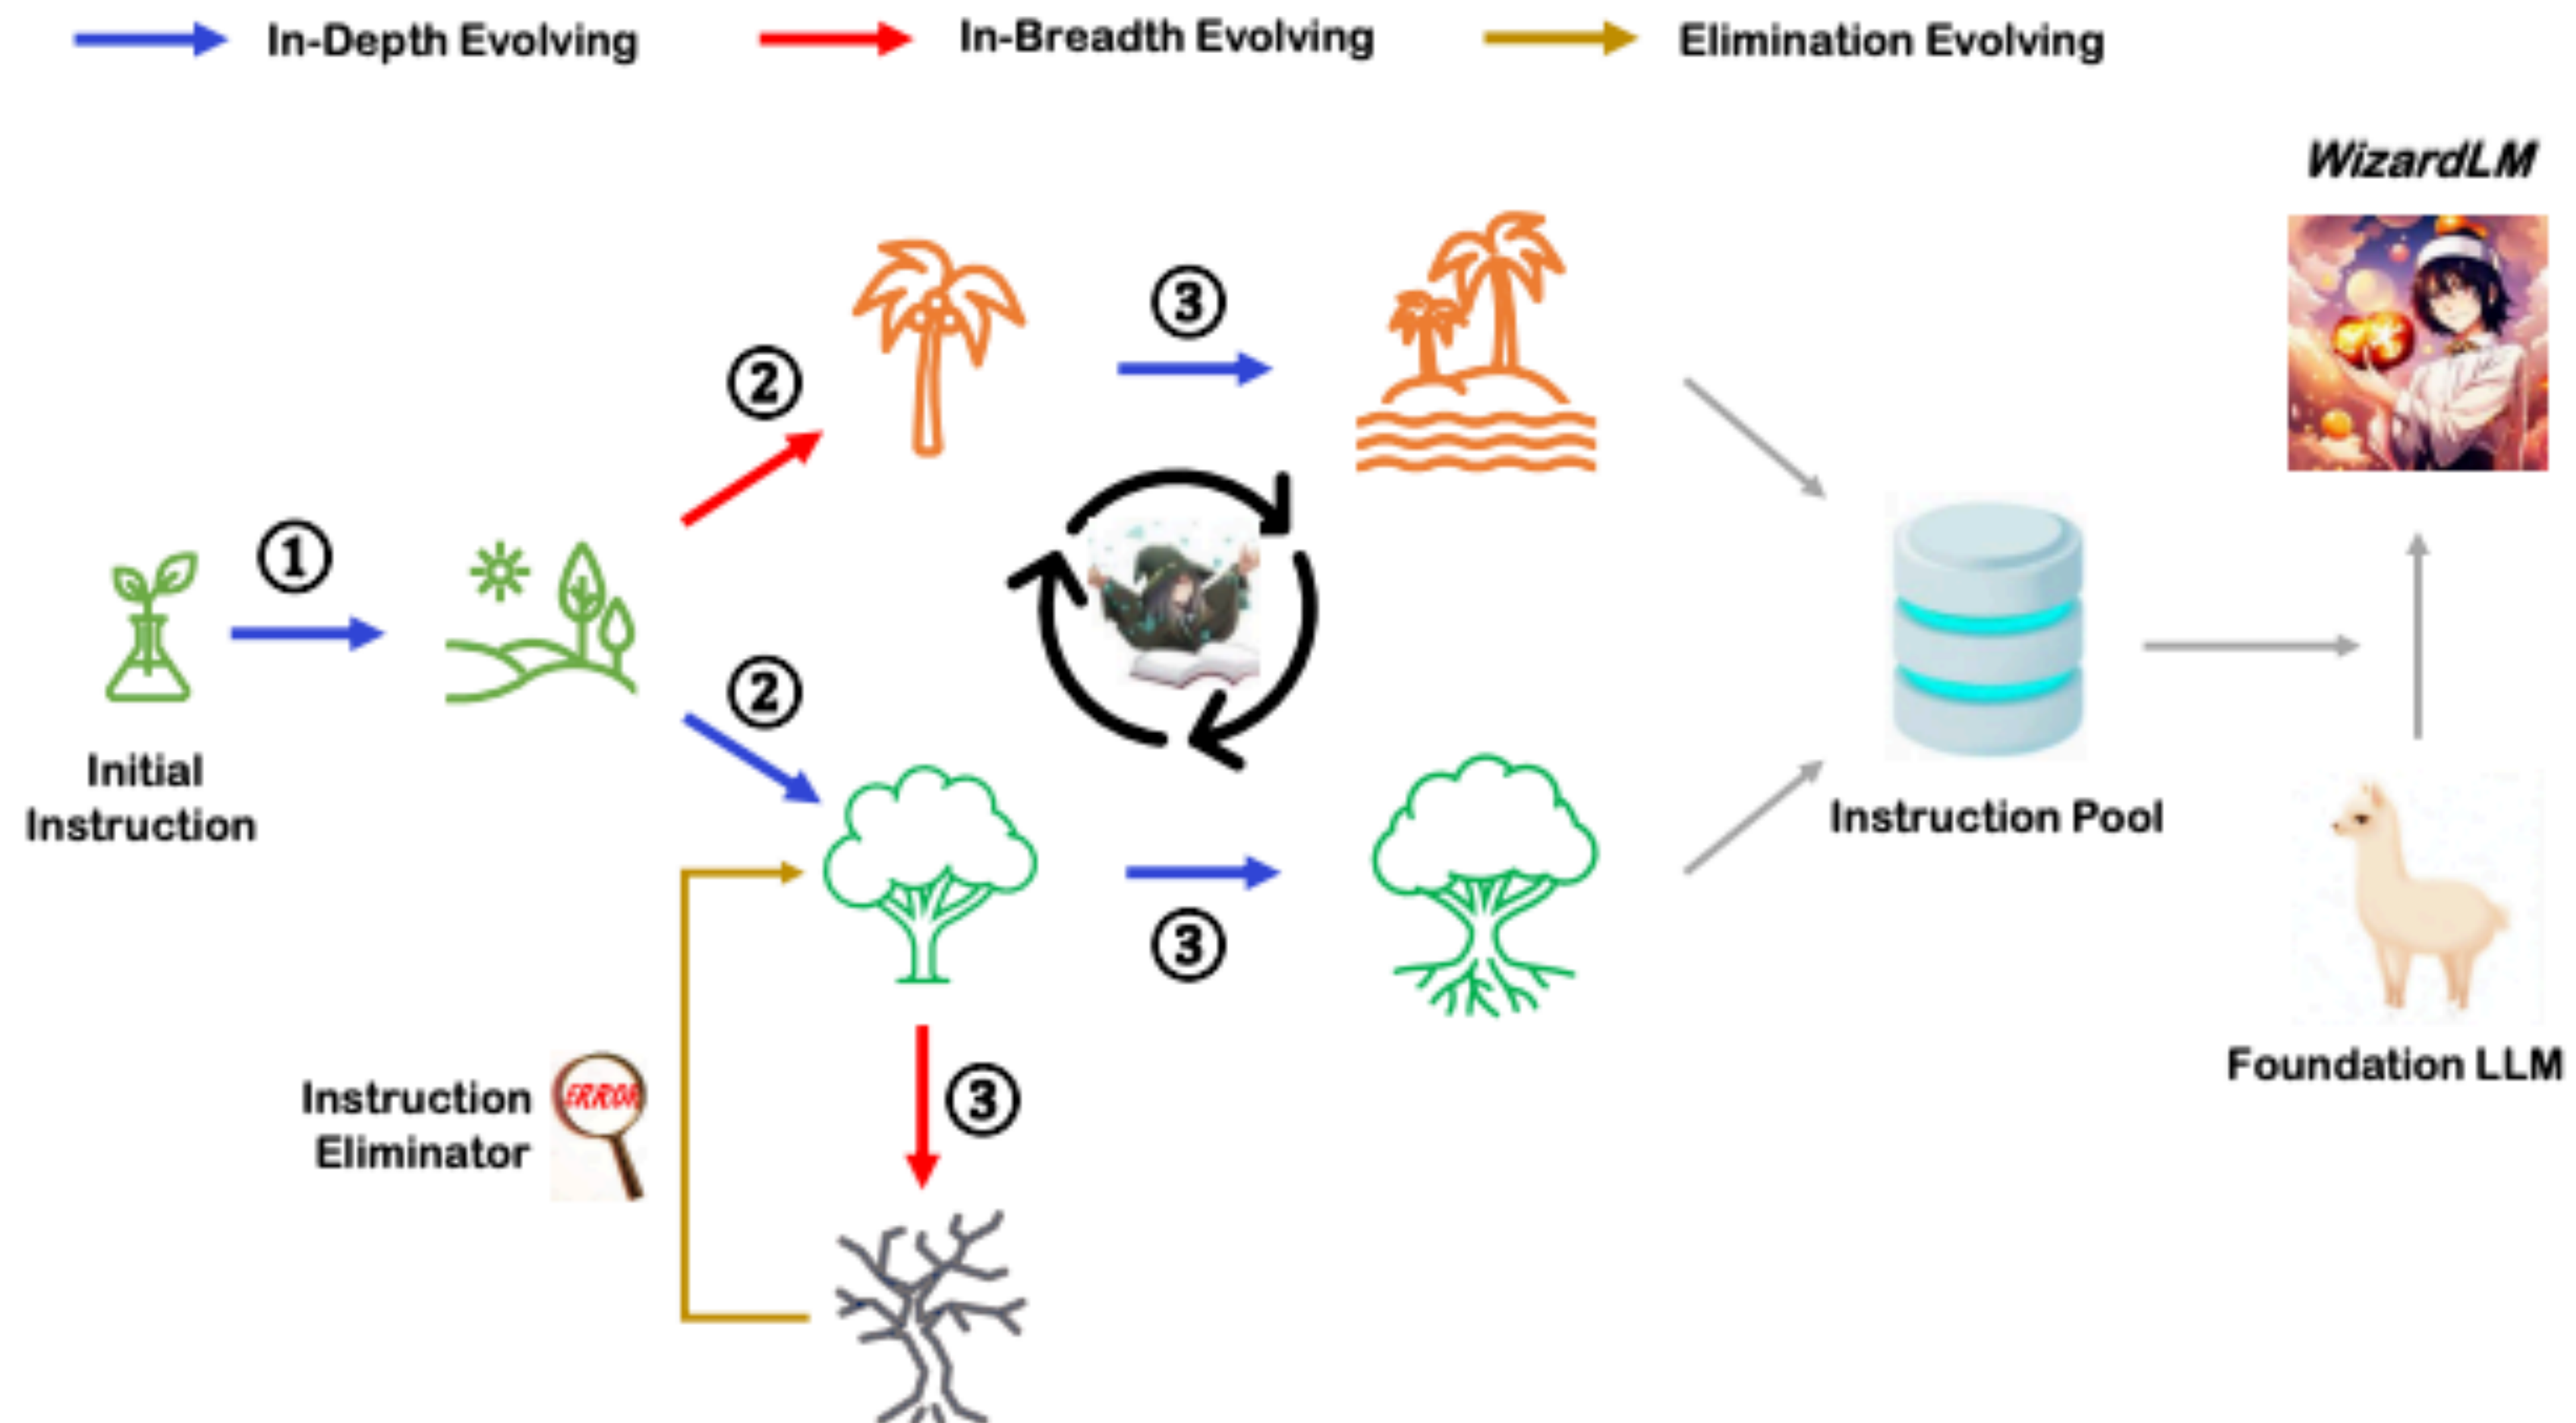 In-Depth Evolving
In-Breadth Evolving
Elimination Evolving
WizardLM
③
②
①
②
Initial
Instruction
Instruction Pool
③
Foundation LLM
③
Instruction
Eliminator
ERROR